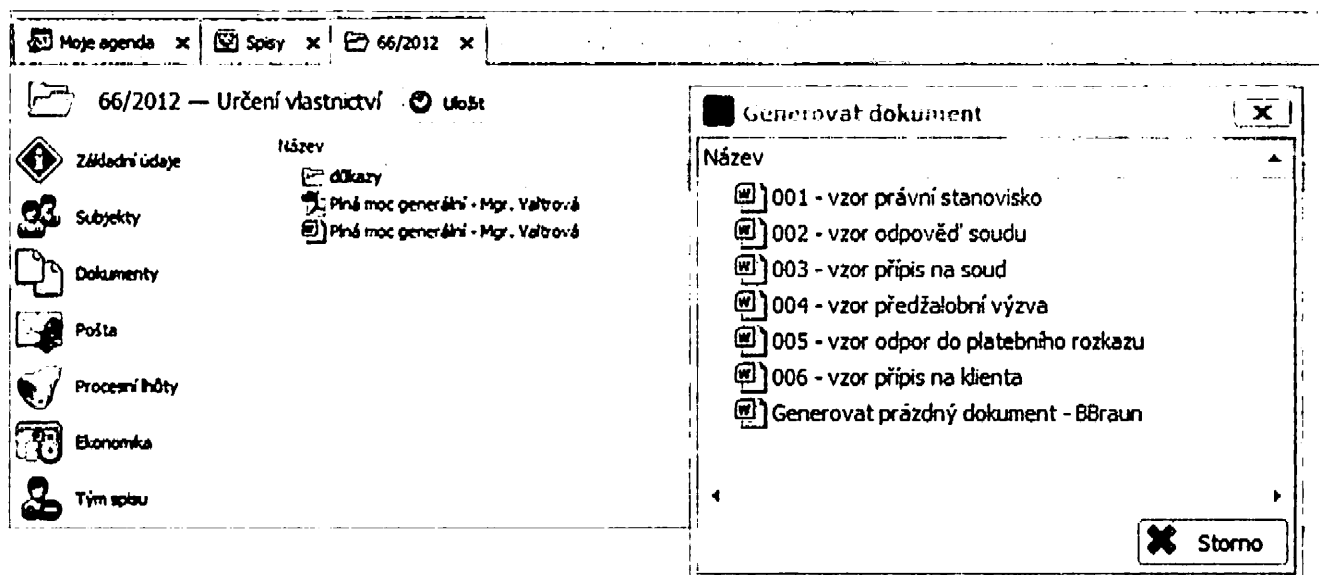 Moje agenda x Spisy x 66/2012 x
66/2012 — Určení vlastnictví Uložit
Základní údaje
Subjekty
Dokumenty
Pošta
Procesní lhůty
Ekonomika
Tým spisu
Název
důkazy
Plná moc generální - Mgr. Valtrová
Plná moc generální - Mgr. Valtrová
Generovat dokument
Název
001 - vzor právní stanovisko
002 - vzor odpověď soudu
003 - vzor přípis na soud
004 - vzor předžalobní výzva
005 - vzor odpor do platebního rozkazu
006 - vzor přípis na klienta
Generovat prázdný dokument - BBraun
Storno